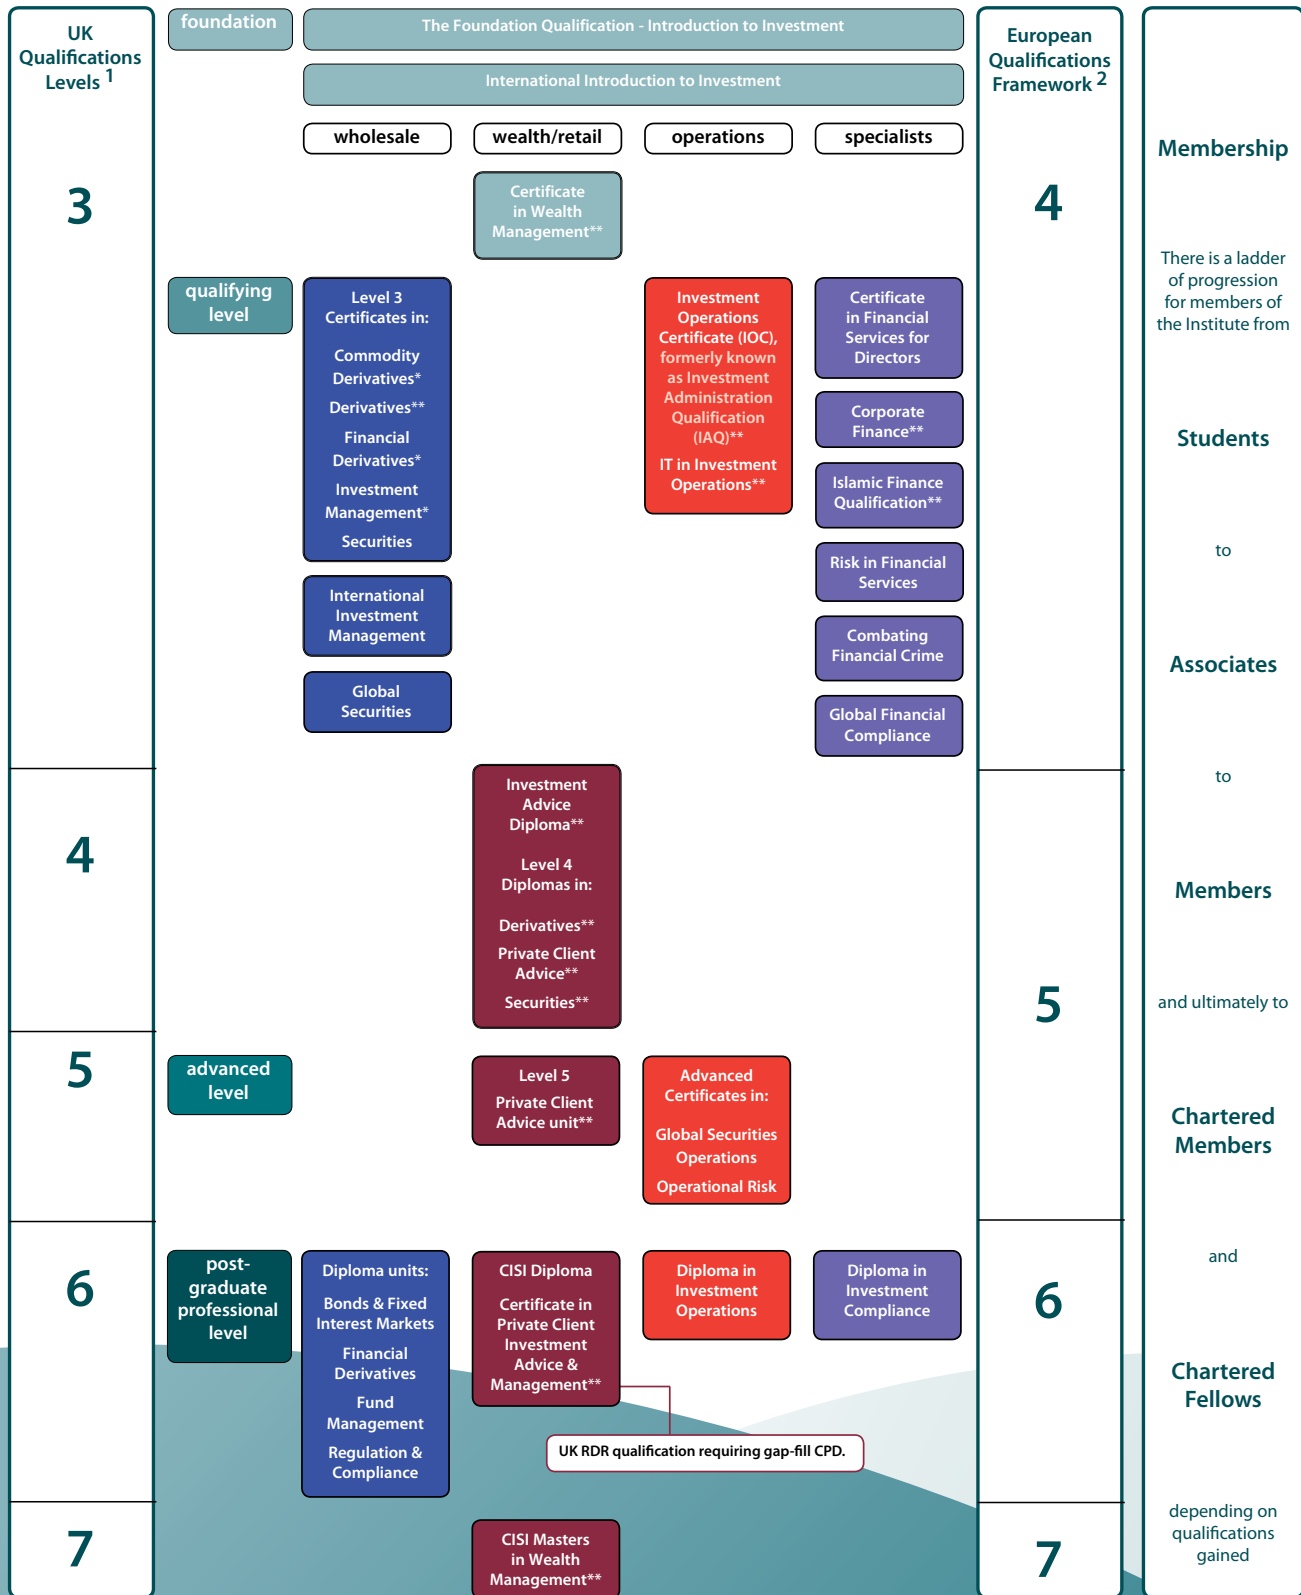 UK
Qualifications
Levels 1
3
4
5
6
7
foundation
The Foundation Qualification - Introduction to Investment
International Introduction to Investment
wholesale
wealth/retail
operations
specialists
Certificate
in Wealth
Management**
qualifying
level
Level 3
Certificates in:
Commodity
Derivatives*
Derivatives**
Financial
Derivatives*
Investment
Management*
Securities
International
Investment
Management
Global
Securities
Investment
Operations
Certificate (IOC),
formerly known
as Investment
Administration
Qualification
(IAQ)**
IT in Investment
Operations**
Certificate
in Financial
Services for
Directors
Corporate
Finance**
Islamic Finance
Qualification**
Risk in Financial
Services
Combating
Financial Crime
Global Financial
Compliance
Investment
Advice
Diploma**
Level 4
Diplomas in:
Derivatives**
Private Client
Advice**
Securities**
advanced
level
Level 5
Private Client
Advice unit**
Advanced
Certificates in:
Global Securities
Operations
Operational Risk
post-
graduate
professional
level
Diploma units:
Bonds & Fixed
Interest Markets
Financial
Derivatives
Fund
Management
Regulation &
Compliance
CISI Diploma
Certificate in
Private Client
Investment
Advice &
Management**
Diploma in
Investment
Operations
Diploma in
Investment
Compliance
UK RDR qualification requiring gap-fill CPD.
CISI Masters
in Wealth
Management**
European
Qualifications
Framework 2
4
5
6
7
Membership
There is a ladder
of progression
for members of
the Institute from
Students
to
Associates
to
Members
and ultimately to
Chartered
Members
and
Chartered
Fellows
depending on
qualifications
gained